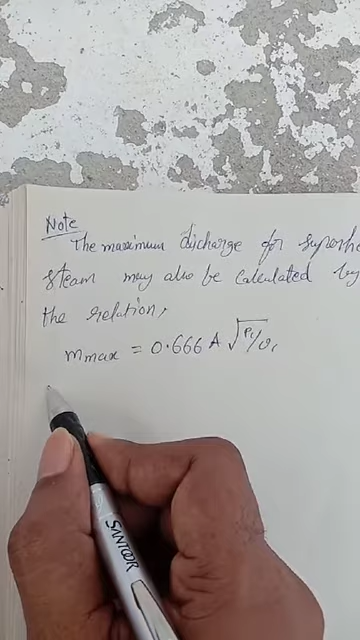 Note
The maximum discharge for superhe
steam may also be calculated by
the relation,
mmax = 0.666 A √P₁/v₁
SANTOOR